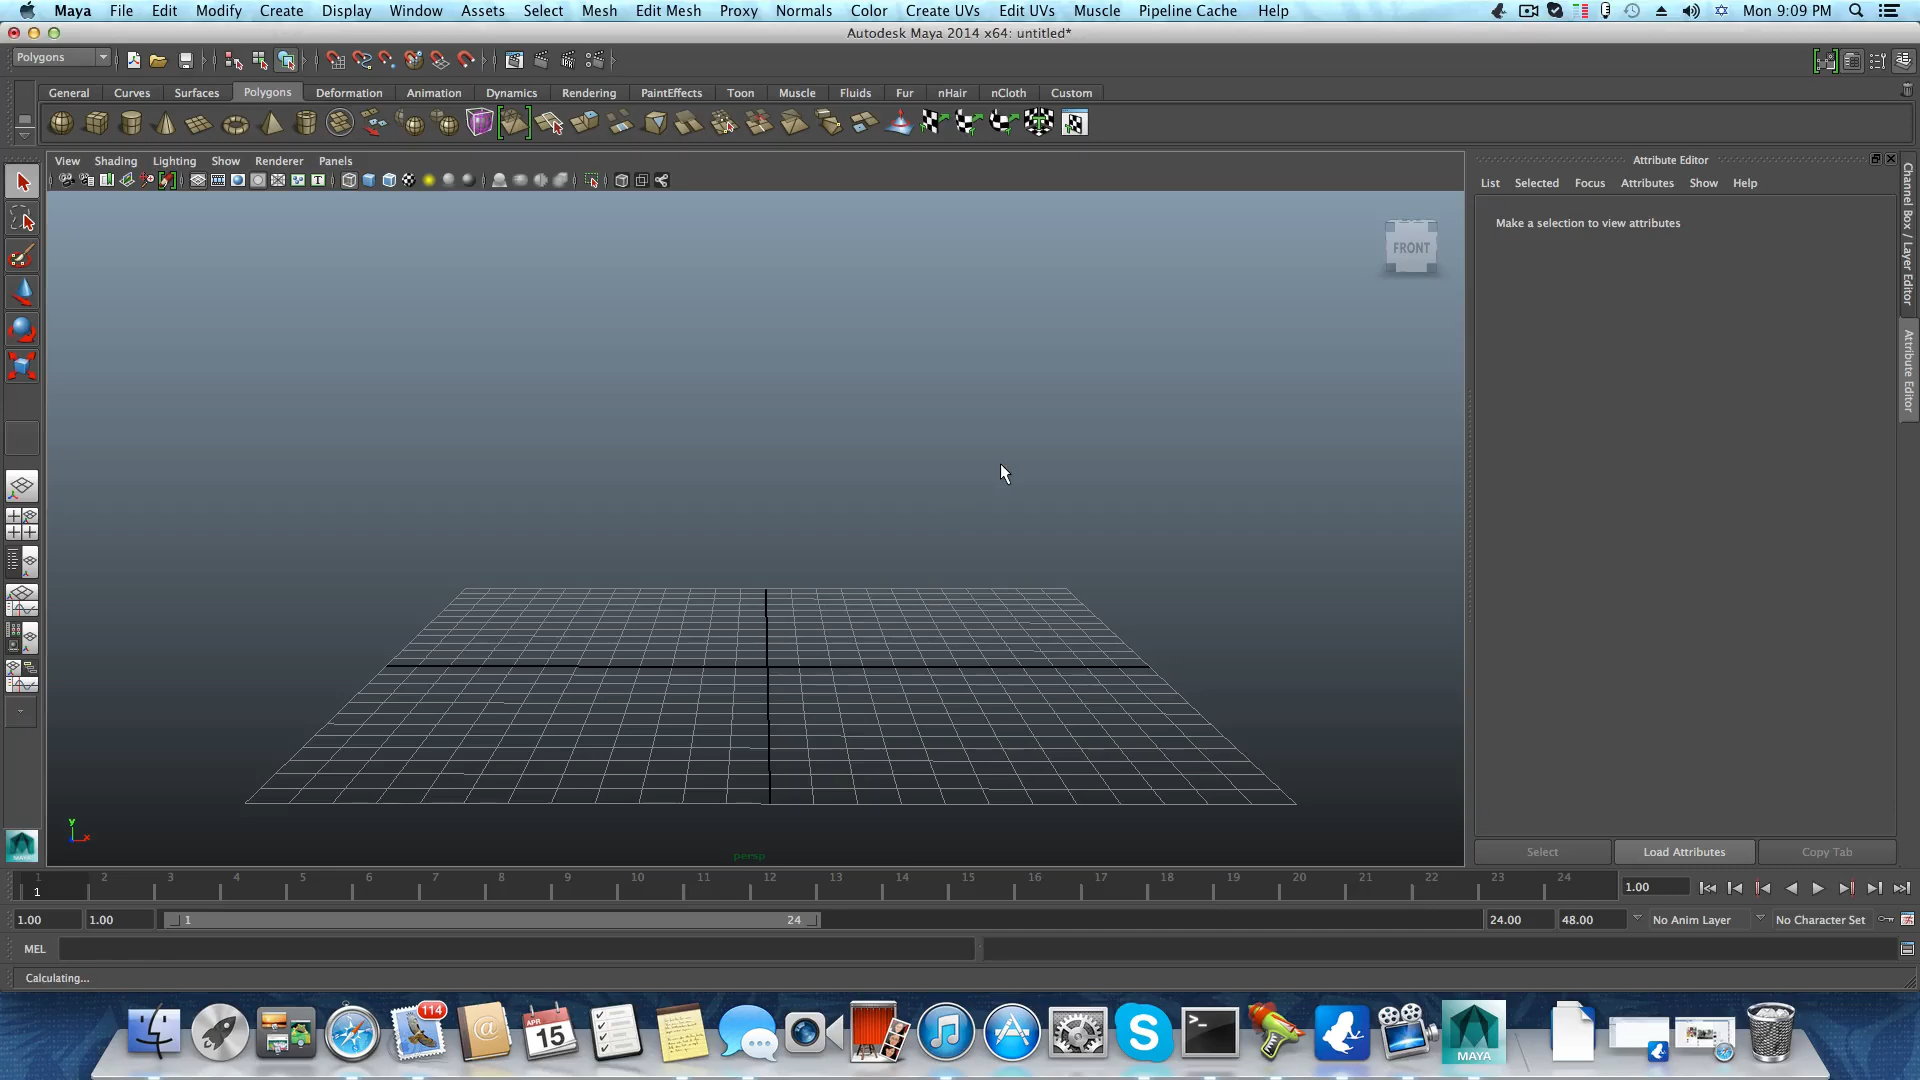 Maya File Edit Modify Create Display Window Assets Select Mesh Edit Mesh Proxy Normals Color Create UVs Edit UVs Muscle Pipeline Cache Help Mon 9:09 PM
Autodesk Maya 2014 x64: untitled*
Polygons
General Curves Surfaces Polygons Deformation Animation Dynamics Rendering PaintEffects Toon Muscle Fluids Fur nHair nCloth Custom
View Shading Lighting Show Renderer Panels
Attribute Editor
List Selected Focus Attributes Show Help
Make a selection to view attributes
FRONT
Channel Box / Layer Editor
Attribute Editor
y
x
persp
MAYA
Select Load Attributes Copy Tab
1 2 3 4 5 6 7 8 9 10 11 12 13 14 15 16 17 18 19 20 21 22 23 24
1
1.00
1.00 1.00 1 24 24.00 48.00 No Anim Layer No Character Set
MEL
Calculating...
114
APR
15
MAYA